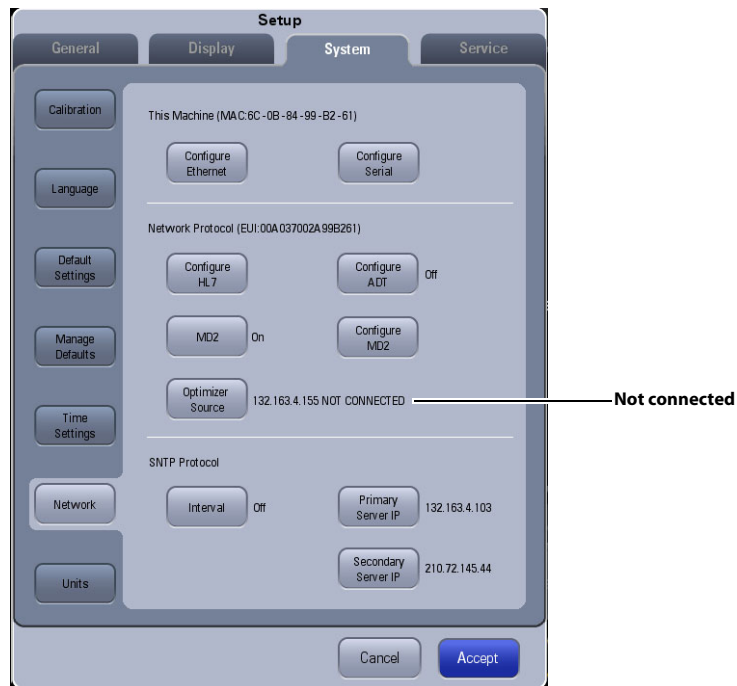 Setup
General
Display
System
Service
Calibration
Language
Default
Settings
Manage
Defaults
Time
Settings
Network
Units
This Machine (MAC:6C-0B-84-99-B2-61)
Configure
Ethernet
Configure
Serial
Network Protocol (EUI:00A037002A99B261)
Configure
HL7
Configure
ADT
Off
MD2
On
Configure
MD2
Optimizer
Source
132.163.4.155 NOT CONNECTED
Not connected
SNTP Protocol
Interval
Off
Primary
Server IP
132.163.4.103
Secondary
Server IP
210.72.145.44
Cancel
Accept